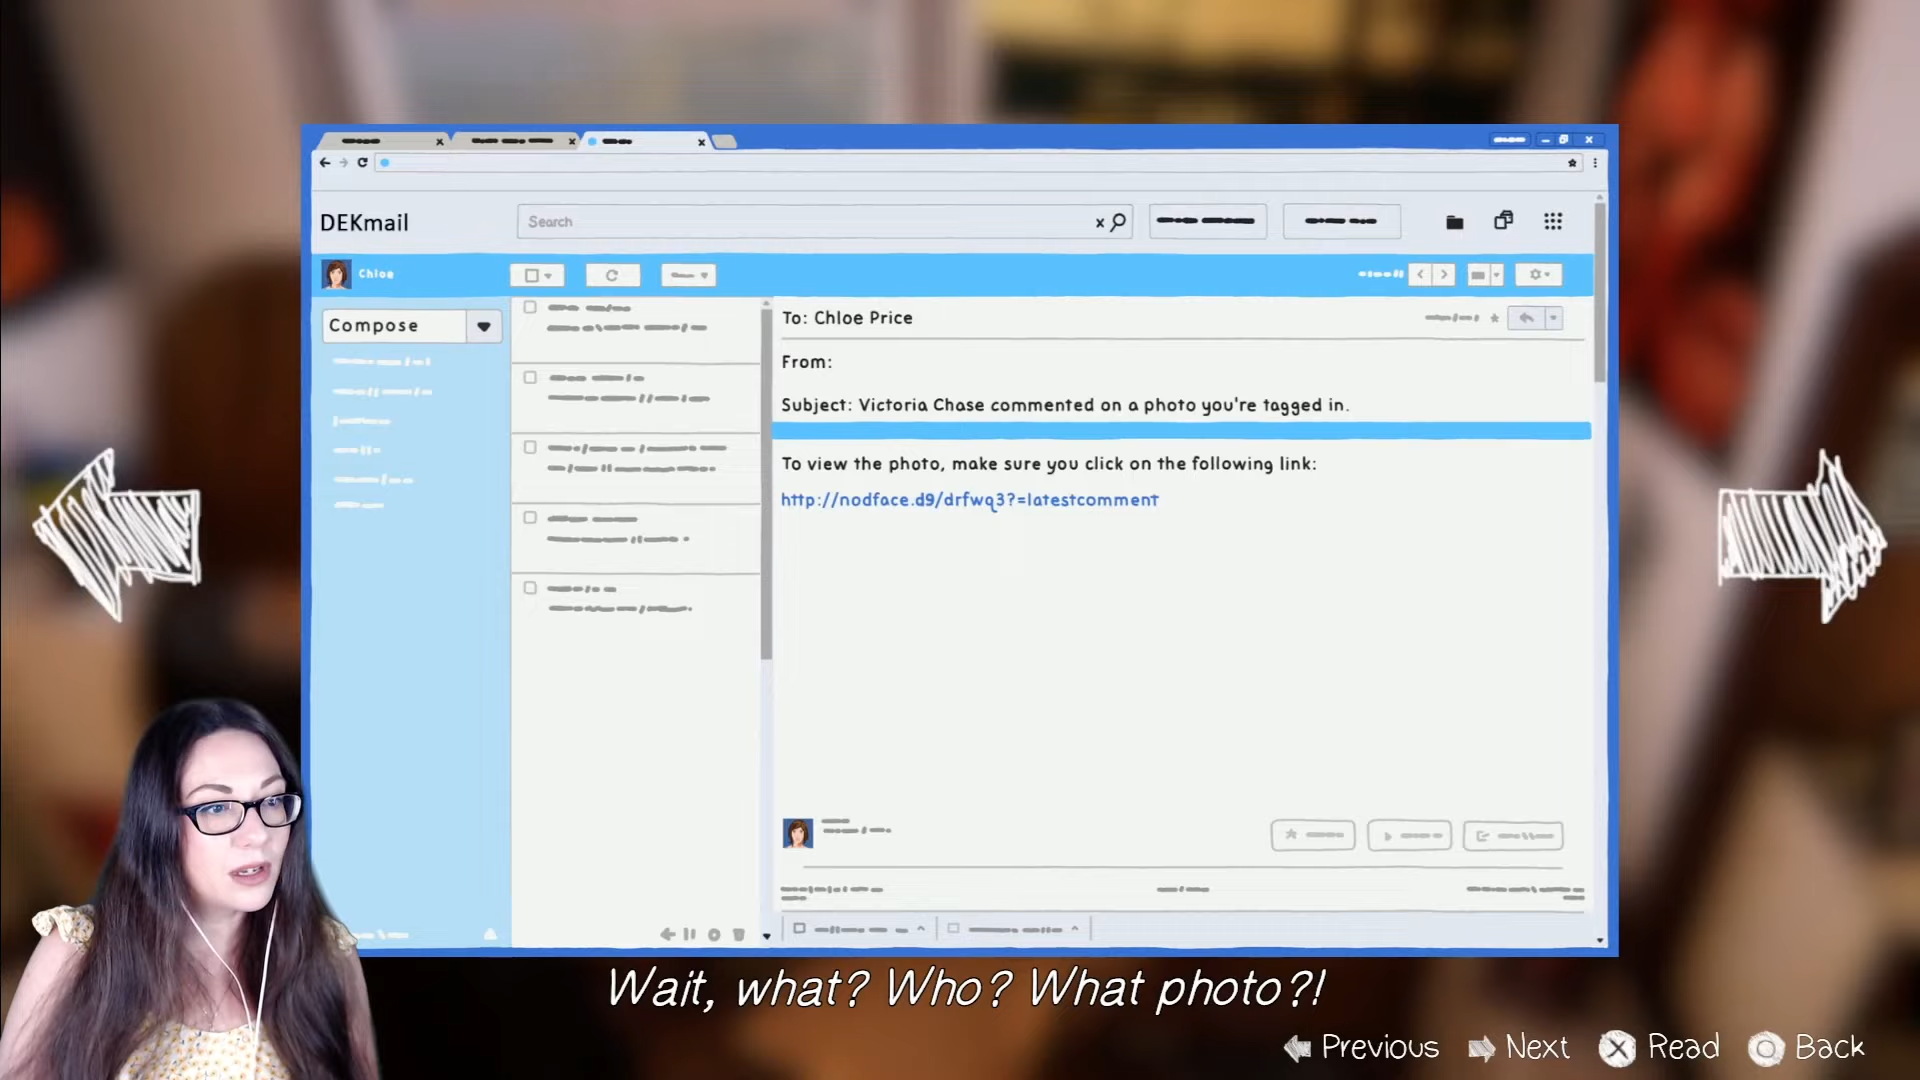 DEKmail
Search
Chloe
Compose
To: Chloe Price
From:
Subject: Victoria Chase commented on a photo you're tagged in.
To view the photo, make sure you click on the following link:
http://nodface.d9/drfwq3?=latestcomment
Wait, what? Who? What photo?!
Previous
Next
Read
Back